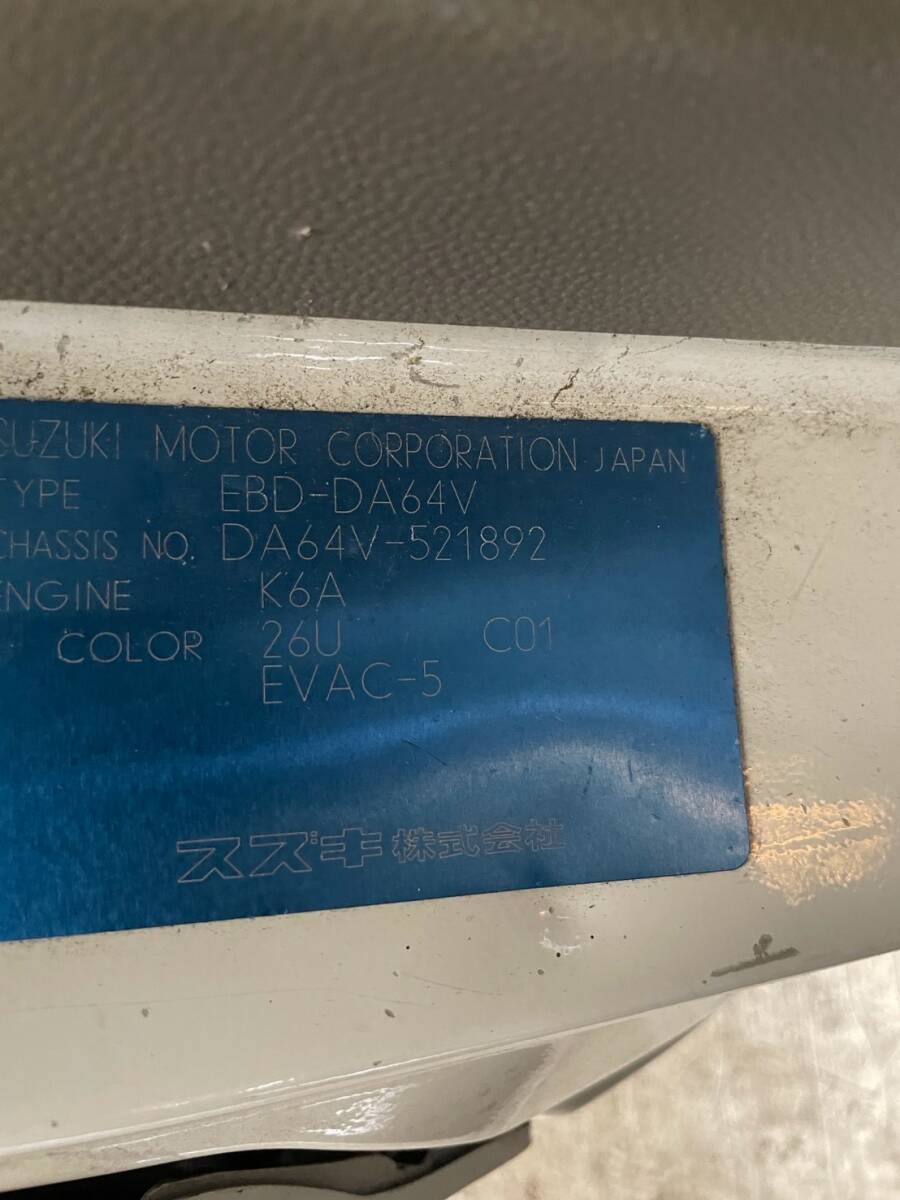 SUZUKI MOTOR CORPORATION JAPAN
TYPE EBD-DA64V
CHASSIS NO. DA64V-521892
ENGINE K6A
COLOR 26U C01
EVAC-5
スズキ株式会社